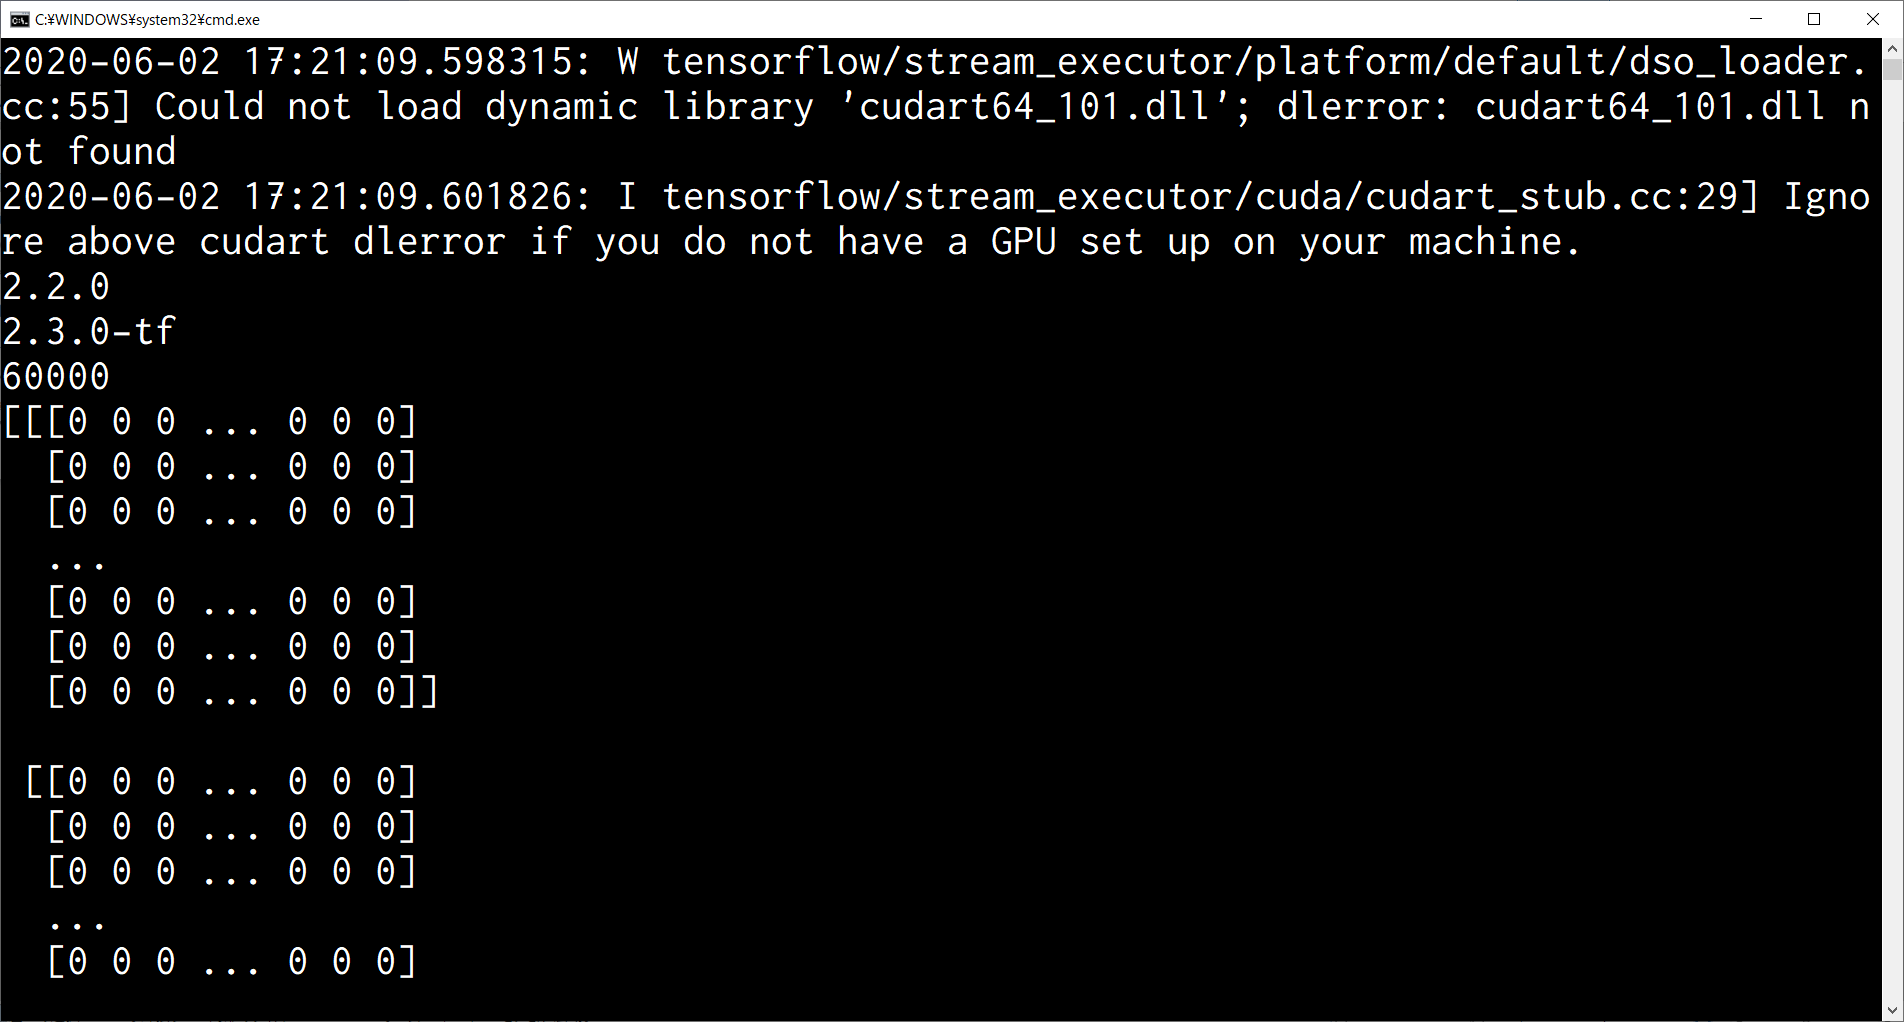 C:¥WINDOWS¥system32¥cmd.exe
2020-06-02 17:21:09.598315: W tensorflow/stream_executor/platform/default/dso_loader.
cc:55] Could not load dynamic library 'cudart64_101.dll'; dlerror: cudart64_101.dll n
ot found
2020-06-02 17:21:09.601826: I tensorflow/stream_executor/cuda/cudart_stub.cc:29] Igno
re above cudart dlerror if you do not have a GPU set up on your machine.
2.2.0
2.3.0-tf
60000
[[[0 0 0 ... 0 0 0]
  [0 0 0 ... 0 0 0]
  [0 0 0 ... 0 0 0]
  ...
  [0 0 0 ... 0 0 0]
  [0 0 0 ... 0 0 0]
  [0 0 0 ... 0 0 0]]
 [[0 0 0 ... 0 0 0]
  [0 0 0 ... 0 0 0]
  [0 0 0 ... 0 0 0]
  ...
  [0 0 0 ... 0 0 0]